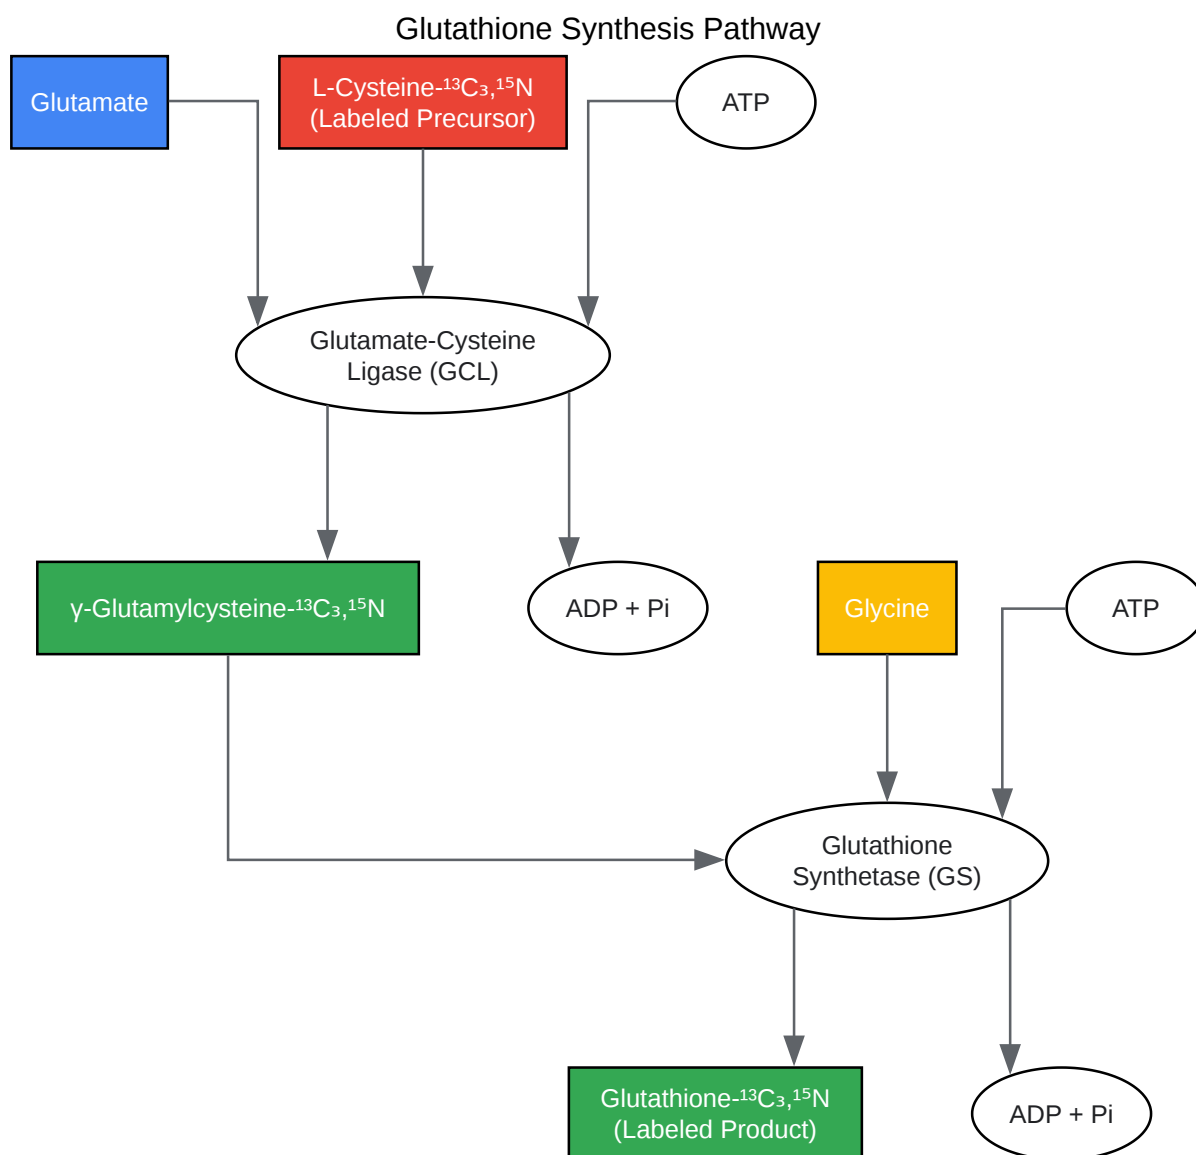 Glutathione Synthesis Pathway
Glutamate
L-Cysteine-¹³C₃,¹⁵N
(Labeled Precursor)
ATP
Glutamate-Cysteine
Ligase (GCL)
γ-Glutamylcysteine-¹³C₃,¹⁵N
ADP + Pi
Glycine
ATP
Glutathione
Synthetase (GS)
Glutathione-¹³C₃,¹⁵N
(Labeled Product)
ADP + Pi